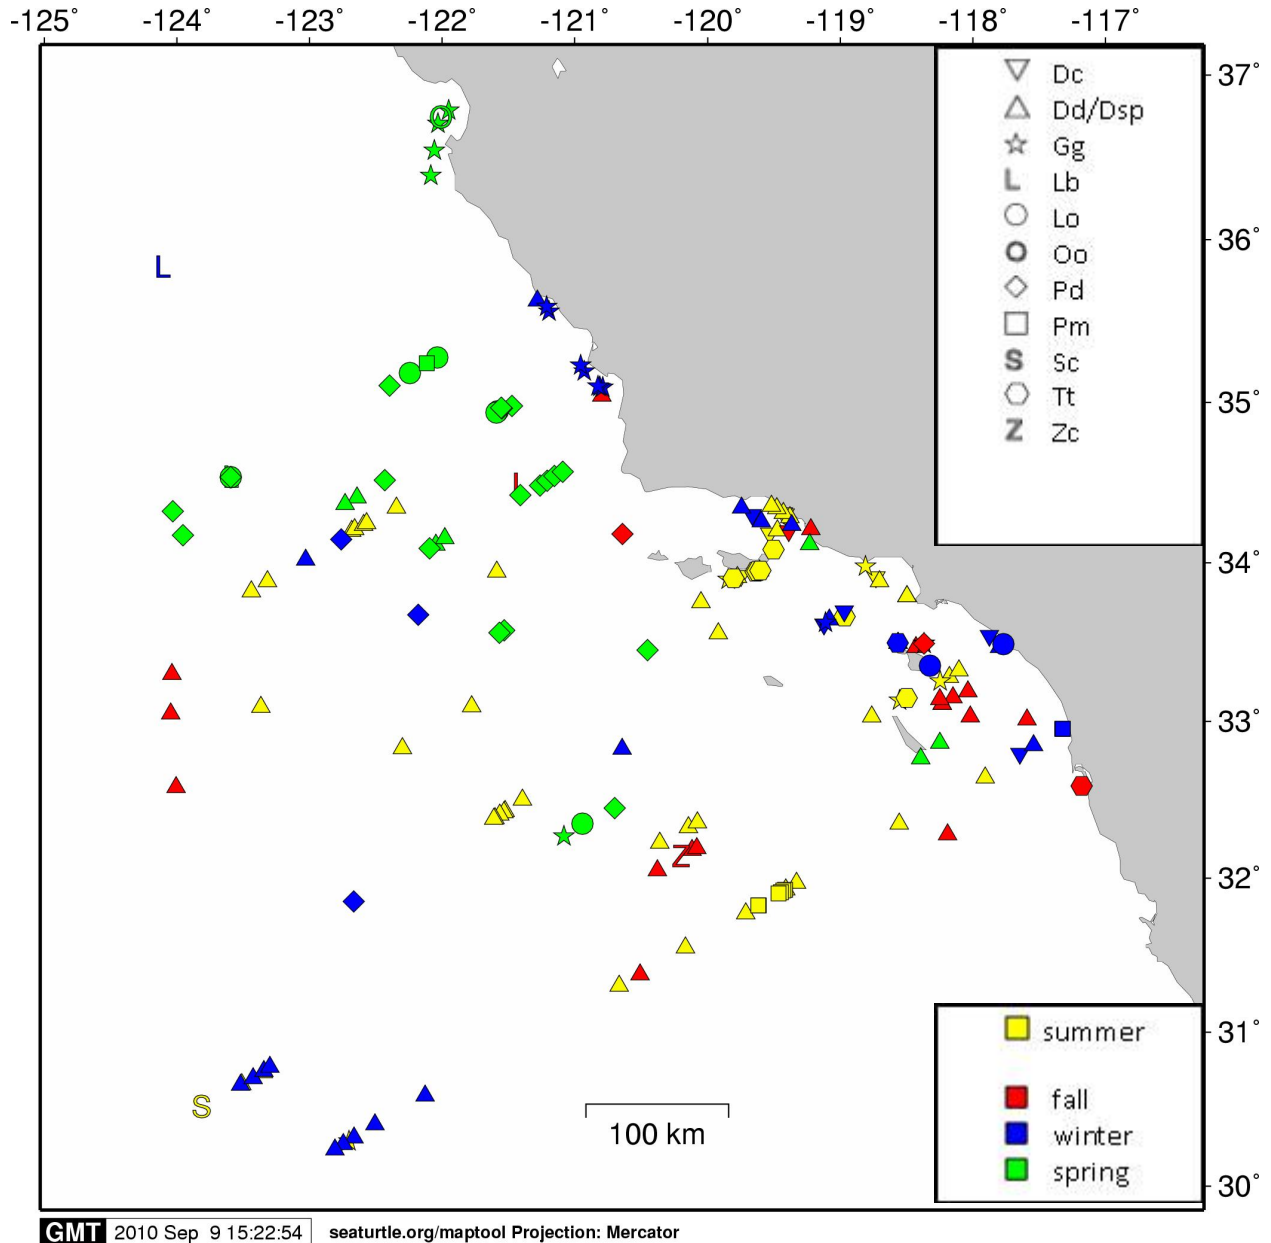 -125° -124° -123° -122° -121° -120° -119° -118° -117°
37°
36°
35°
34°
33°
32°
31°
30°
Dc
Dd/Dsp
Gg
L Lb
Lo
Oo
Pd
Pm
S Sc
Tt
Z Zc
L
L
Z
S
summer
fall
winter
spring
100 km
GMT 2010 Sep 9 15:22:54 seaturtle.org/maptool Projection: Mercator